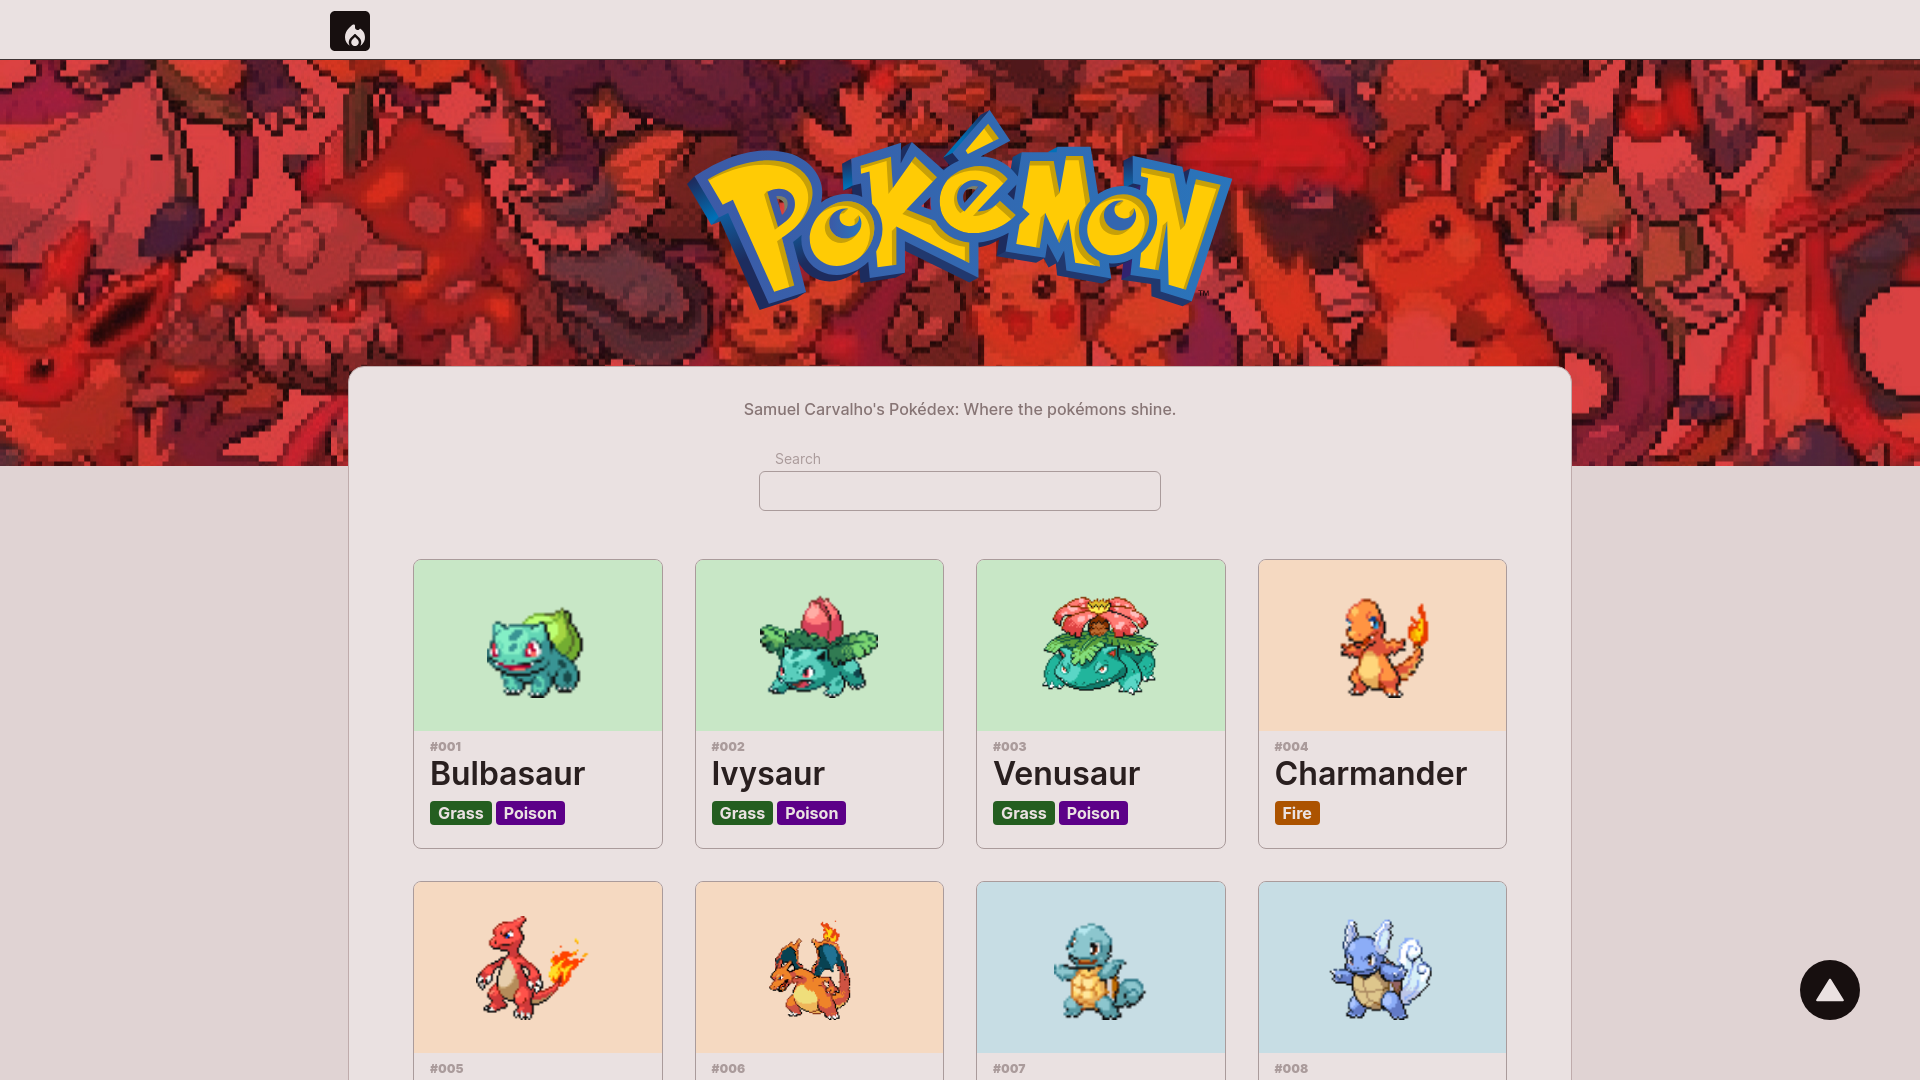 Pokémon
TM
Samuel Carvalho's Pokédex: Where the pokémons shine.
Search
#001
Bulbasaur
Grass Poison
#002
Ivysaur
Grass Poison
#003
Venusaur
Grass Poison
#004
Charmander
Fire
#005
#006
#007
#008